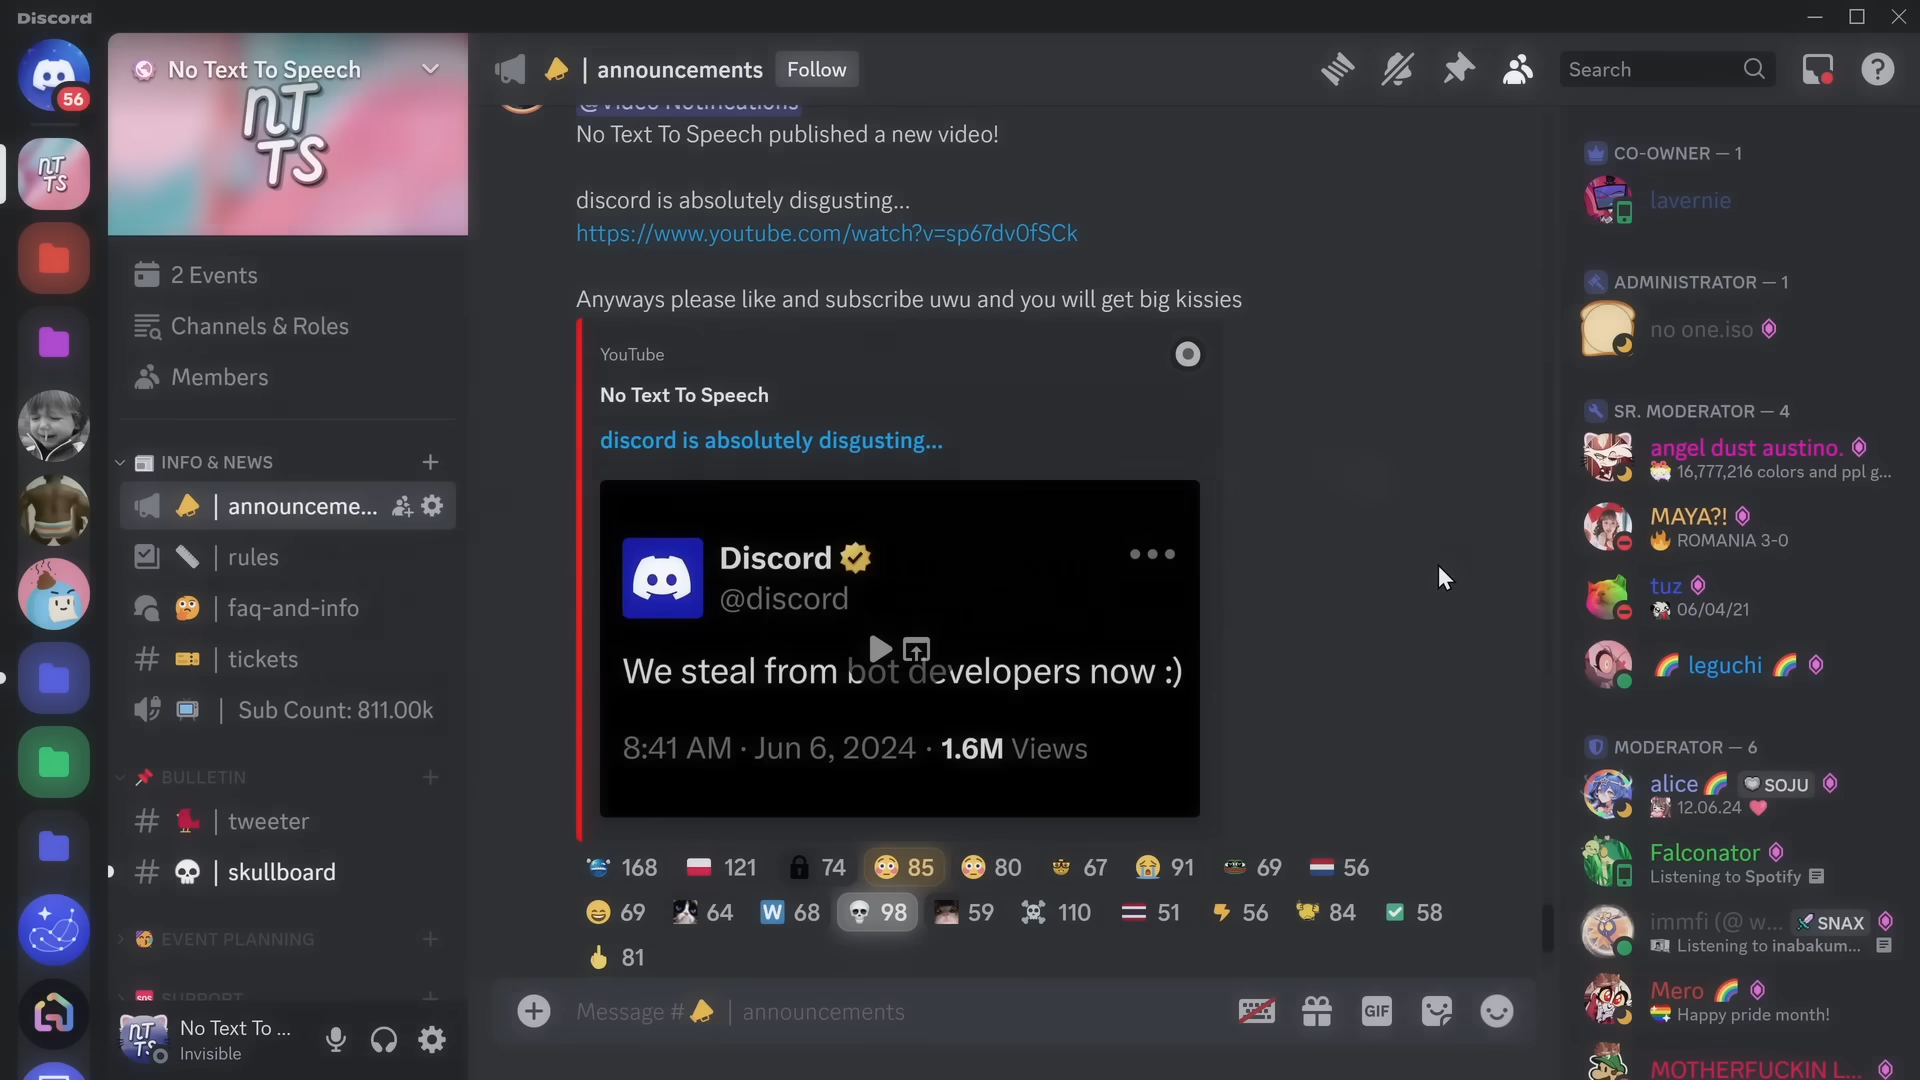 Discord
56
No Text To Speech
nTTS
nTTS
2 Events
Channels & Roles
Members
INFO & NEWS
| announceme...
| rules
| faq-and-info
| tickets
| Sub Count: 811.00k
BULLETIN
| tweeter
| skullboard
EVENT PLANNING
SUPPORT
No Text To ...
Invisible
| announcements
Follow
Search
@Video Notifications
No Text To Speech published a new video!
discord is absolutely disgusting...
https://www.youtube.com/watch?v=sp67dv0fSCk
Anyways please like and subscribe uwu and you will get big kissies
YouTube
No Text To Speech
discord is absolutely disgusting...
Discord
@discord
We steal from bot developers now :)
8:41 AM · Jun 6, 2024 · 1.6M Views
168 121 74 85 80 67 91 69 56
69 64 W 68 98 59 110 51 56 84 58
81
Message # | announcements
GIF
CO-OWNER — 1
lavernie
ADMINISTRATOR — 1
no one.iso
SR. MODERATOR — 4
angel dust austino.
16,777,216 colors and ppl g...
MAYA?!
ROMANIA 3-0
tuz
06/04/21
leguchi
MODERATOR — 6
alice SOJU
12.06.24
Falconator
Listening to Spotify
immfi (@ w... SNAX
Listening to inabakum...
Mero
Happy pride month!
MOTHERFUCKIN L...